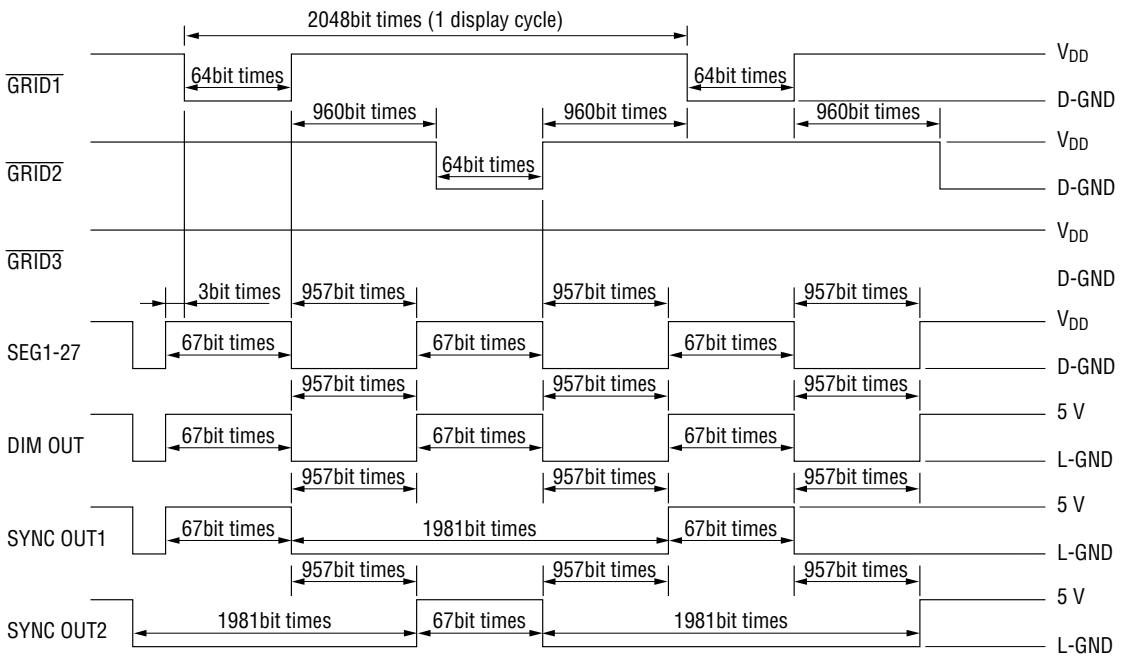 2048bit times (1 display cycle)
GRID1
64bit times
64bit times
VDD
D-GND
960bit times
960bit times
960bit times
GRID2
64bit times
VDD
D-GND
GRID3
VDD
D-GND
3bit times
957bit times
957bit times
957bit times
SEG1-27
67bit times
67bit times
67bit times
VDD
D-GND
957bit times
957bit times
957bit times
DIM OUT
67bit times
67bit times
67bit times
5 V
L-GND
957bit times
957bit times
957bit times
SYNC OUT1
67bit times
1981bit times
67bit times
5 V
L-GND
957bit times
957bit times
957bit times
SYNC OUT2
1981bit times
67bit times
1981bit times
5 V
L-GND